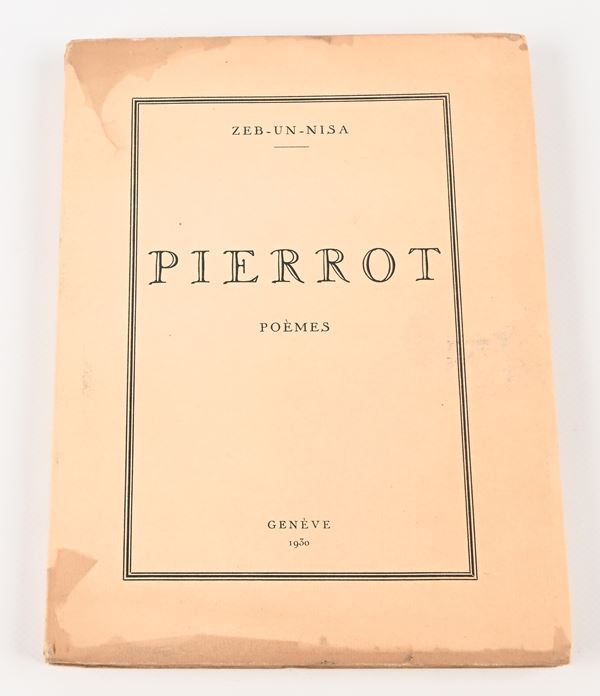 ZEB-UN-NISA
PIERROT
POÈMES
GENÈVE
1930